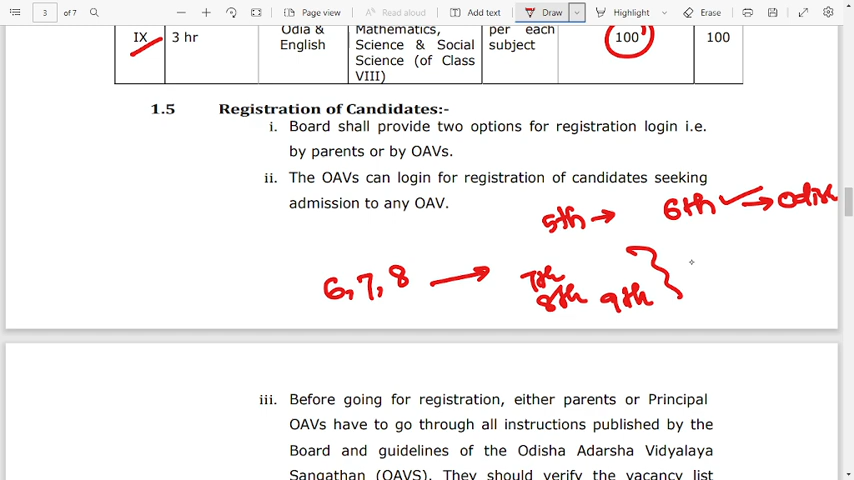 3 of 7 Page view Read aloud Add text Draw Highlight Erase
IX 3 hr Odia & English Mathematics, Science & Social Science (of Class VIII) per each subject 100 100
1.5 Registration of Candidates:-
i. Board shall provide two options for registration login i.e.
by parents or by OAVs.
ii. The OAVs can login for registration of candidates seeking
admission to any OAV.
5th → 6th → odisha
6, 7, 8 → 7th
8th 9th
iii. Before going for registration, either parents or Principal
OAVs have to go through all instructions published by the
Board and guidelines of the Odisha Adarsha Vidyalaya
Sangathan (OAVS). They should verify the vacancy list